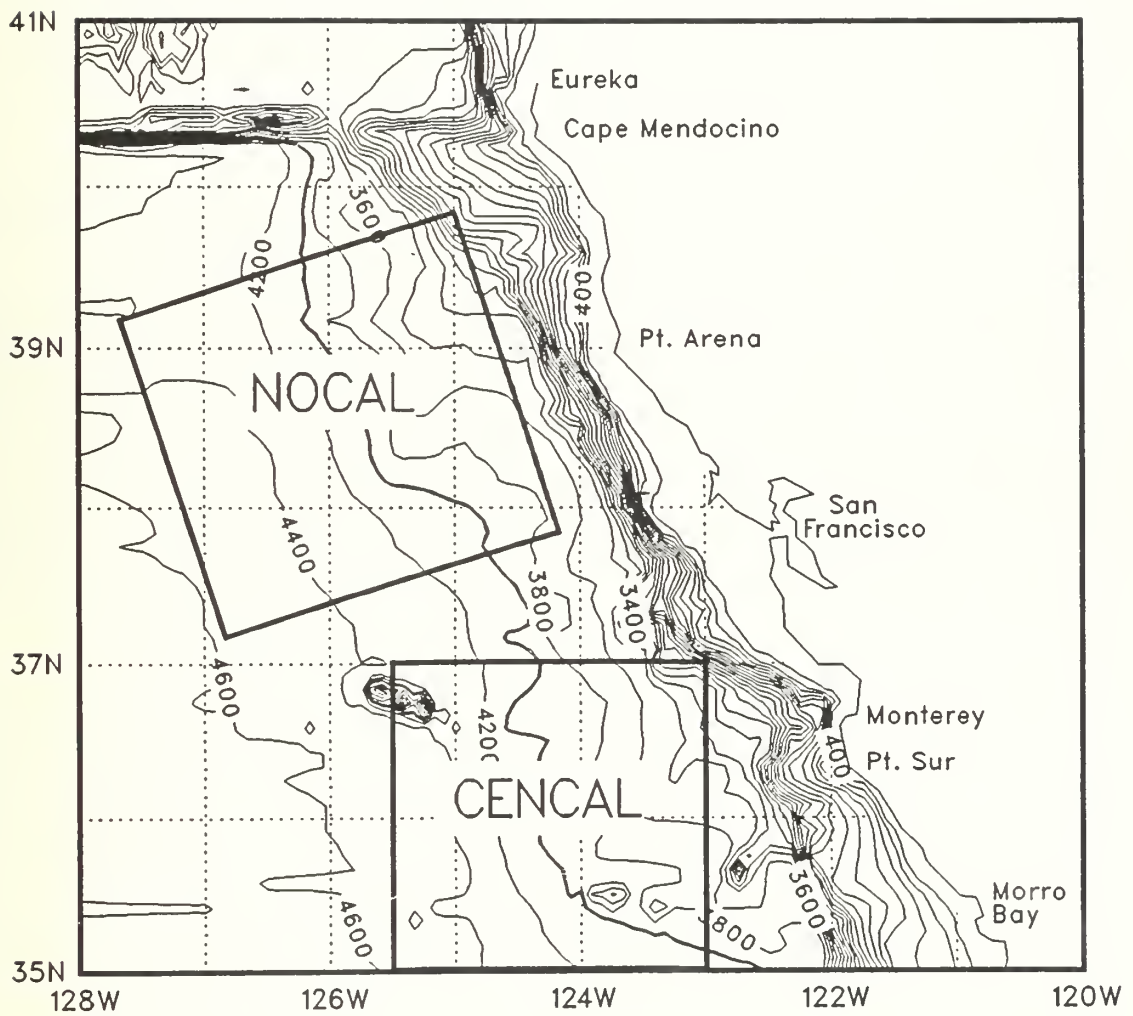 41N
Eureka
Cape Mendocino
3600
4200
400
39N
Pt. Arena
NOCAL
San
Francisco
4400
3800
3400
37N
4600
Monterey
4200
400
Pt. Sur
CENCAL
3600
Morro
Bay
4600
3800
35N
128W
126W
124W
122W
120W